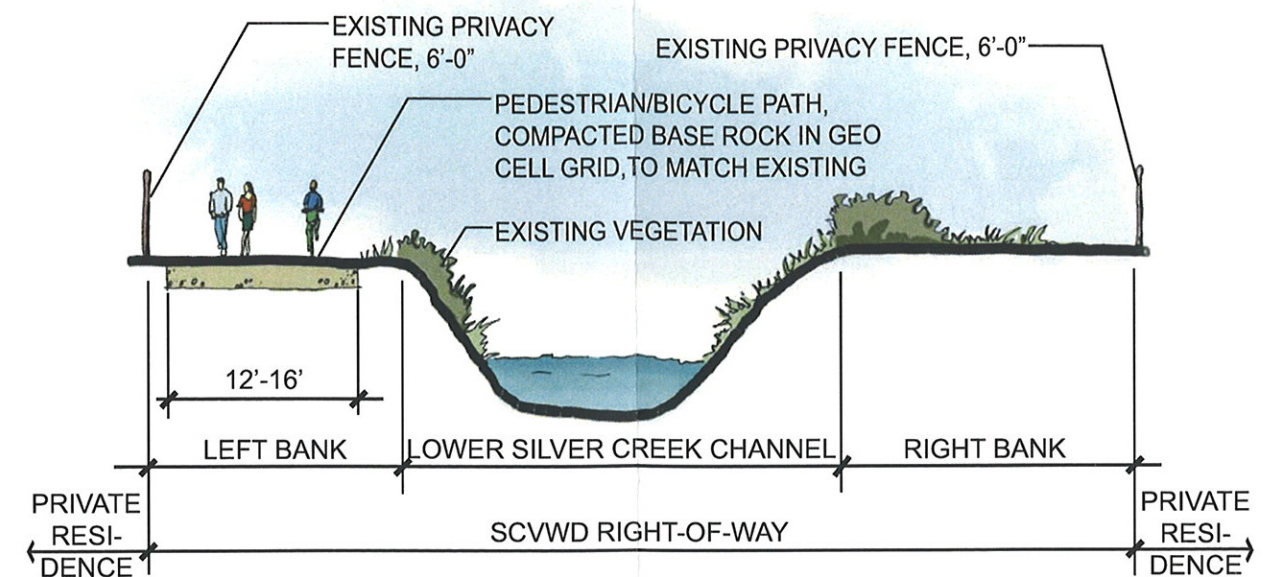 EXISTING PRIVACY
FENCE, 6'-0"
EXISTING PRIVACY FENCE, 6'-0"
PEDESTRIAN/BICYCLE PATH,
COMPACTED BASE ROCK IN GEO
CELL GRID,TO MATCH EXISTING
EXISTING VEGETATION
12'-16'
LEFT BANK
LOWER SILVER CREEK CHANNEL
RIGHT BANK
PRIVATE
RESI-
DENCE
SCVWD RIGHT-OF-WAY
PRIVATE
RESI-
DENCE